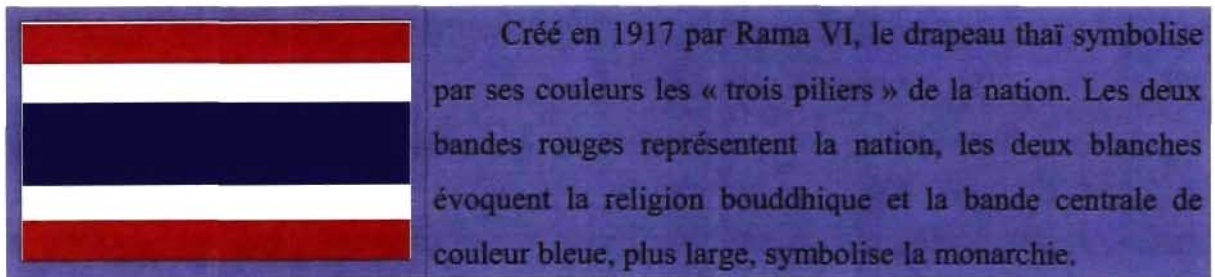 Créé en 1917 par Rama VI, le drapeau thaï symbolise
par ses couleurs les « trois piliers » de la nation. Les deux
bandes rouges représentent la nation, les deux blanches
évoquent la religion bouddhique et la bande centrale de
couleur bleue, plus large, symbolise la monarchie.